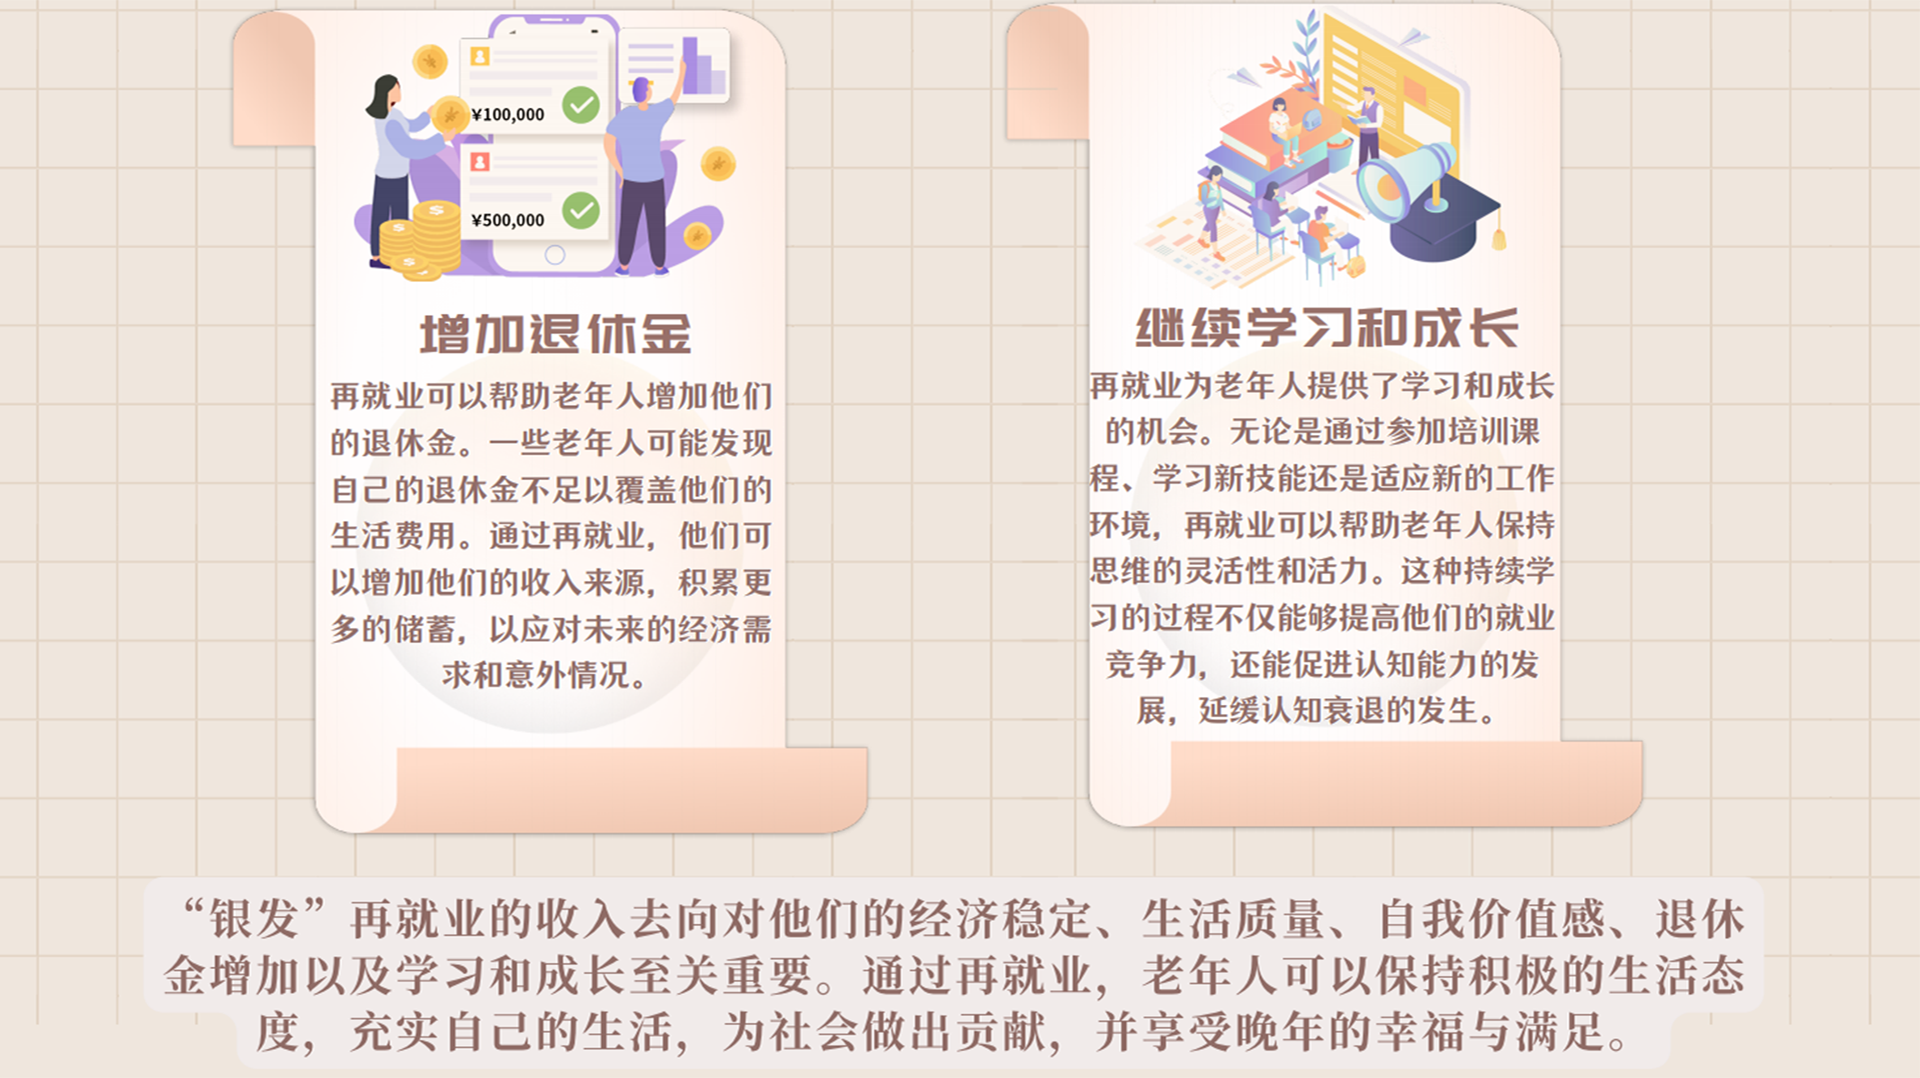 ¥100,000
¥500,000
增加退休金
再就业可以帮助老年人增加他们
的退休金。一些老年人可能发现
自己的退休金不足以覆盖他们的
生活费用。通过再就业，他们可
以增加他们的收入来源，积累更
多的储蓄，以应对未来的经济需
求和意外情况。
继续学习和成长
再就业为老年人提供了学习和成长
的机会。无论是通过参加培训课
程、学习新技能还是适应新的工作
环境，再就业可以帮助老年人保持
思维的灵活性和活力。这种持续学
习的过程不仅能够提高他们的就业
竞争力，还能促进认知能力的发
展，延缓认知衰退的发生。
“银发”再就业的收入去向对他们的经济稳定、生活质量、自我价值感、退休
金增加以及学习和成长至关重要。通过再就业，老年人可以保持积极的生活态
度，充实自己的生活，为社会做出贡献，并享受晚年的幸福与满足。